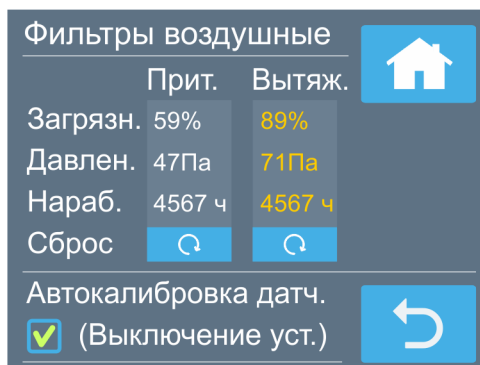 Фильтры воздушные
Прит. Вытяж.
Загрязн. 59% 89%
Давлен. 47Па 71Па
Нараб. 4567 ч 4567 ч
Сброс
Автокалибровка датч.
(Выключение уст.)